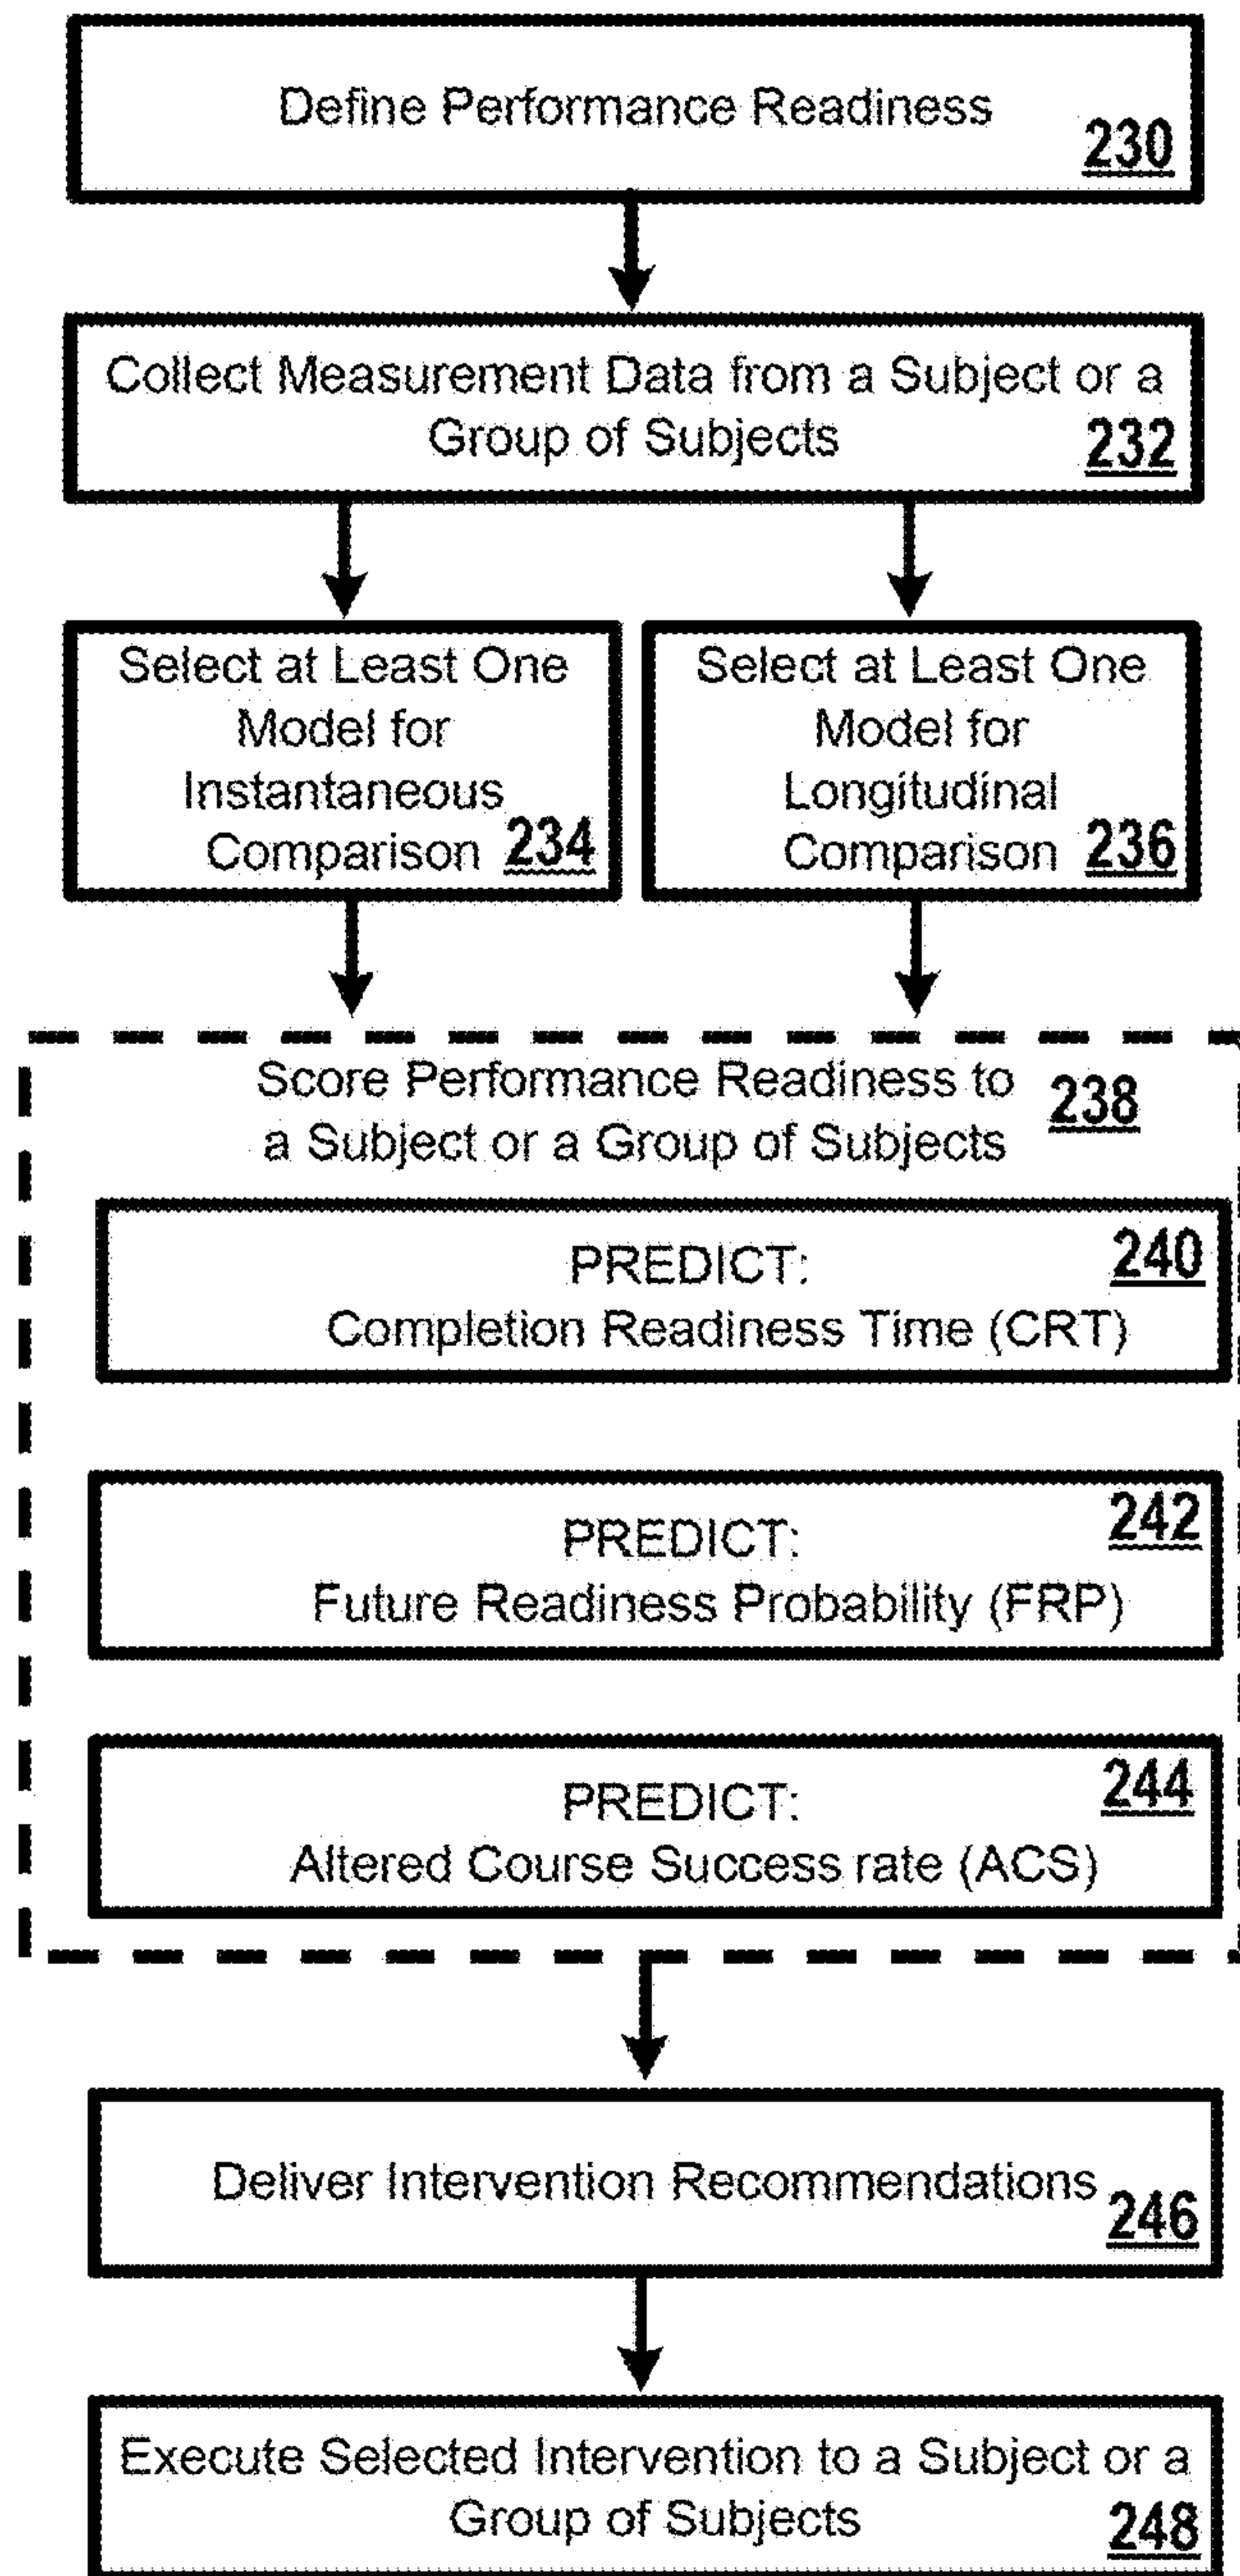 Define Performance Readiness
230
Collect Measurement Data from a Subject or a
Group of Subjects
232
Select at Least One
Model for
Instantaneous
Comparison 234
Select at Least One
Model for
Longitudinal
Comparison 236
Score Performance Readiness to
a Subject or a Group of Subjects
238
PREDICT:
240
Completion Readiness Time (CRT)
PREDICT:
242
Future Readiness Probability (FRP)
PREDICT:
244
Altered Course Success rate (ACS)
Deliver Intervention Recommendations
246
Execute Selected Intervention to a Subject or a
Group of Subjects
248